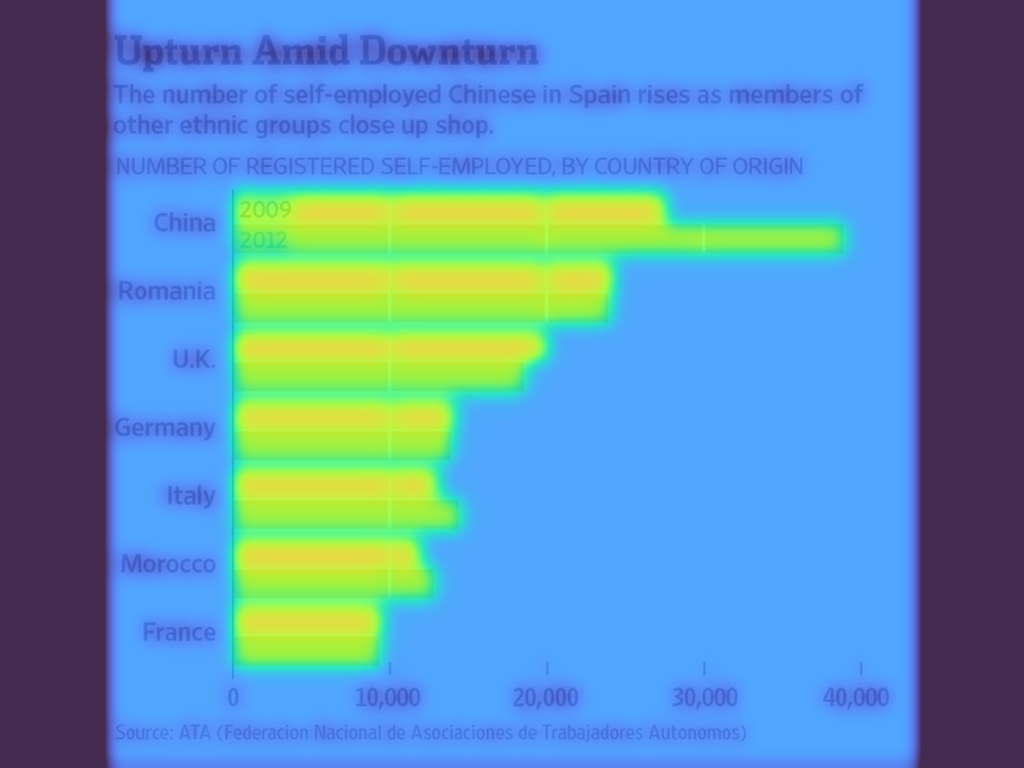 Upturn Amid Downturn
The number of self-employed Chinese in Spain rises as members of
other ethnic groups close up shop.
NUMBER OF REGISTERED SELF-EMPLOYED, BY COUNTRY OF ORIGIN
China
2009
2012
Romania
U.K.
Germany
Italy
Morocco
France
0 10,000 20,000 30,000 40,000
Source: ATA (Federacion Nacional de Asociaciones de Trabajadores Autonomos)